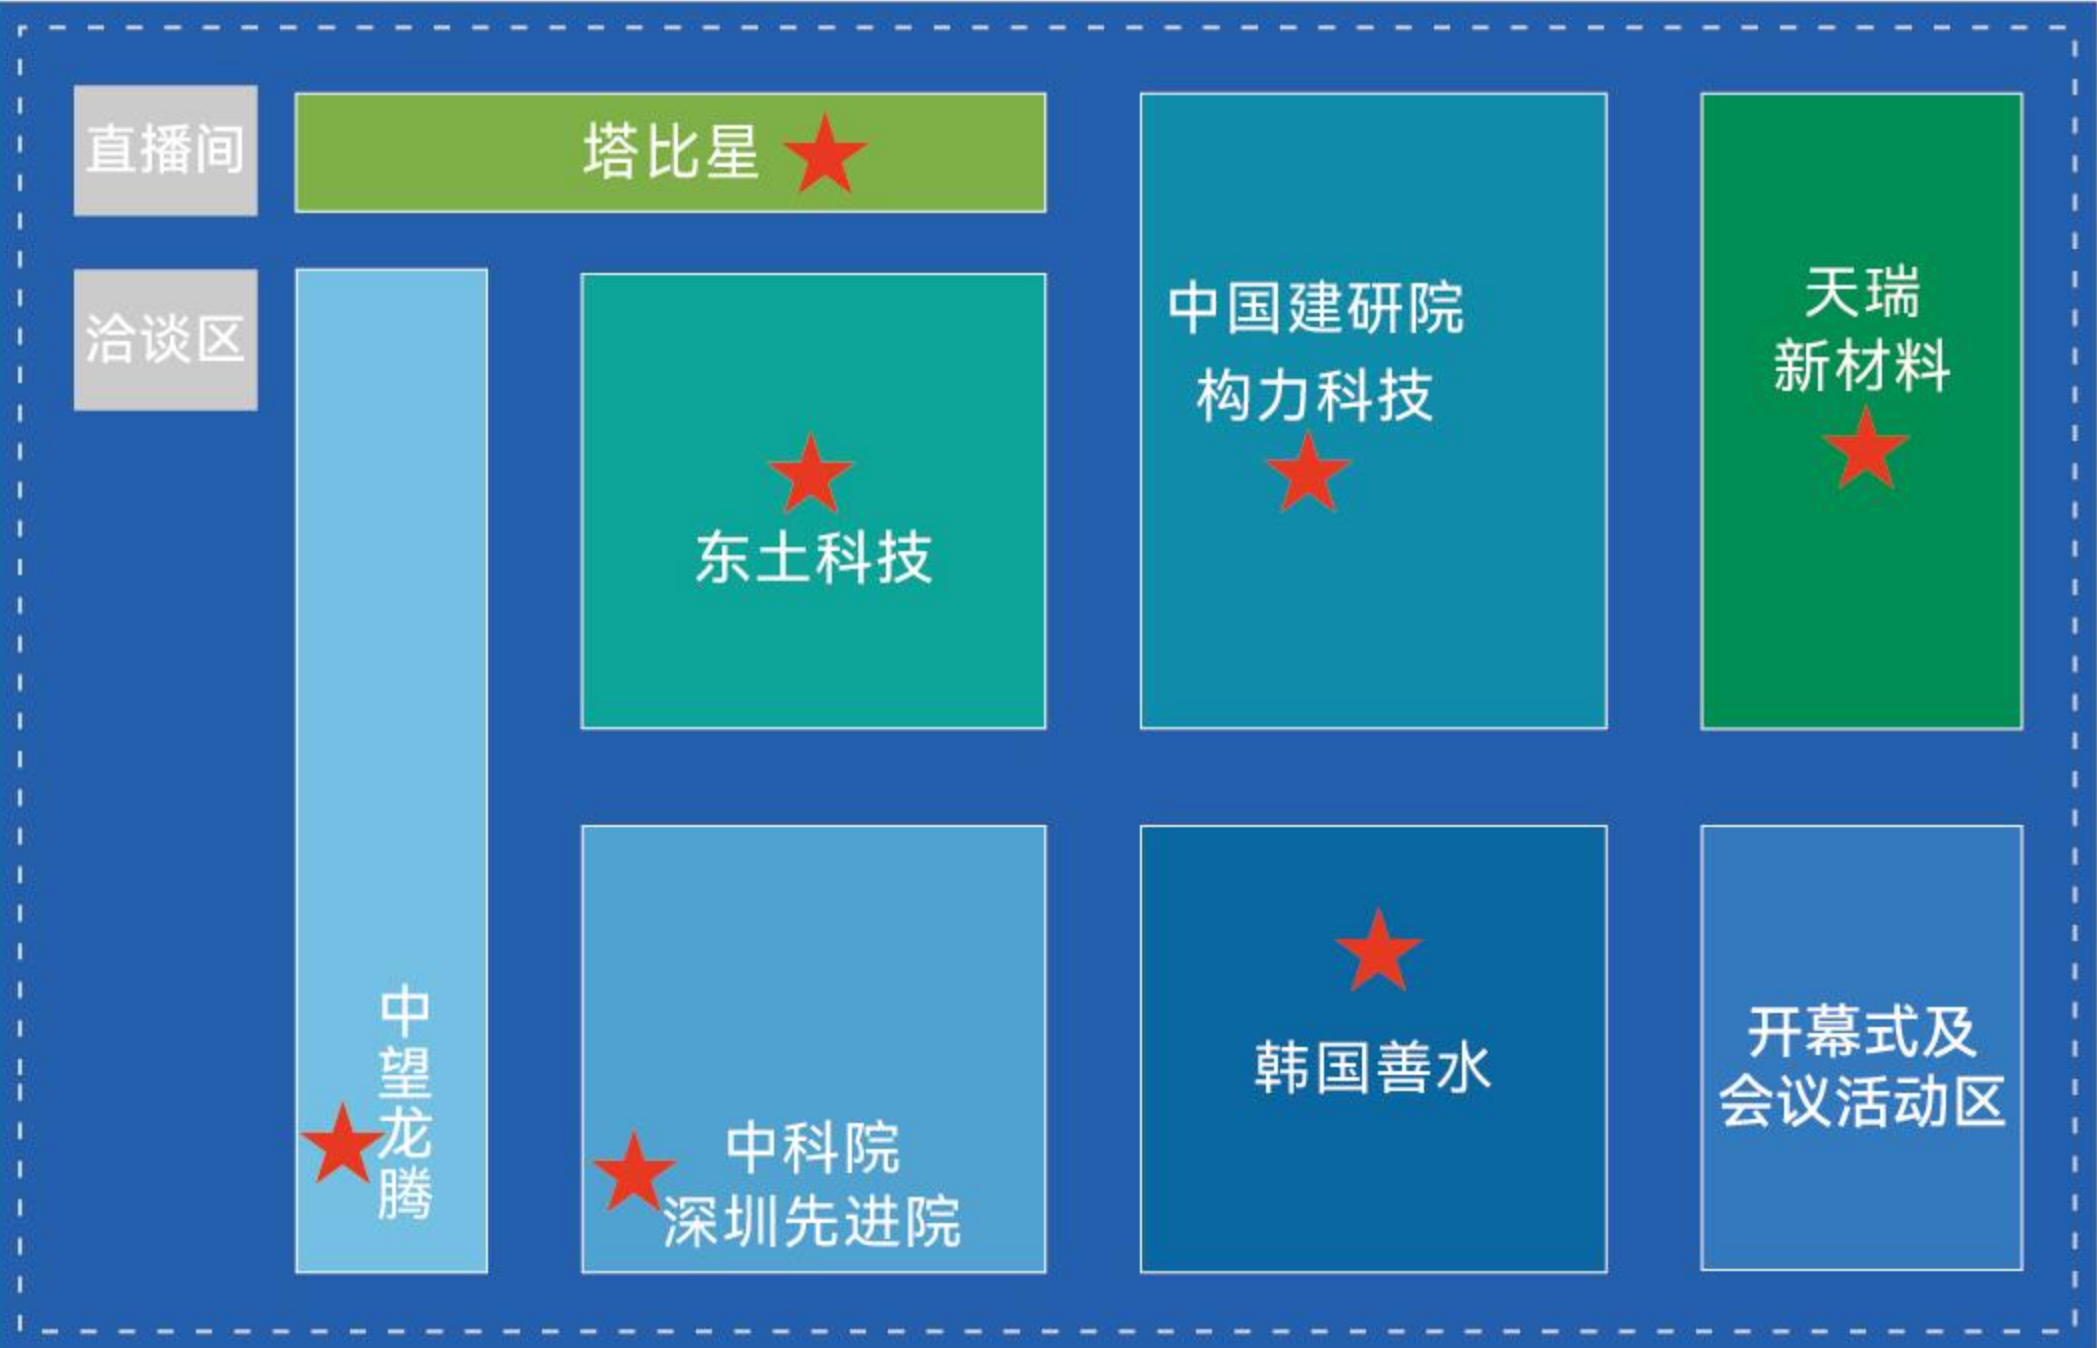 直播间
塔比星
洽谈区
中国建研院
构力科技
天瑞
新材料
东土科技
中望龙腾
中科院
深圳先进院
韩国善水
开幕式及
会议活动区